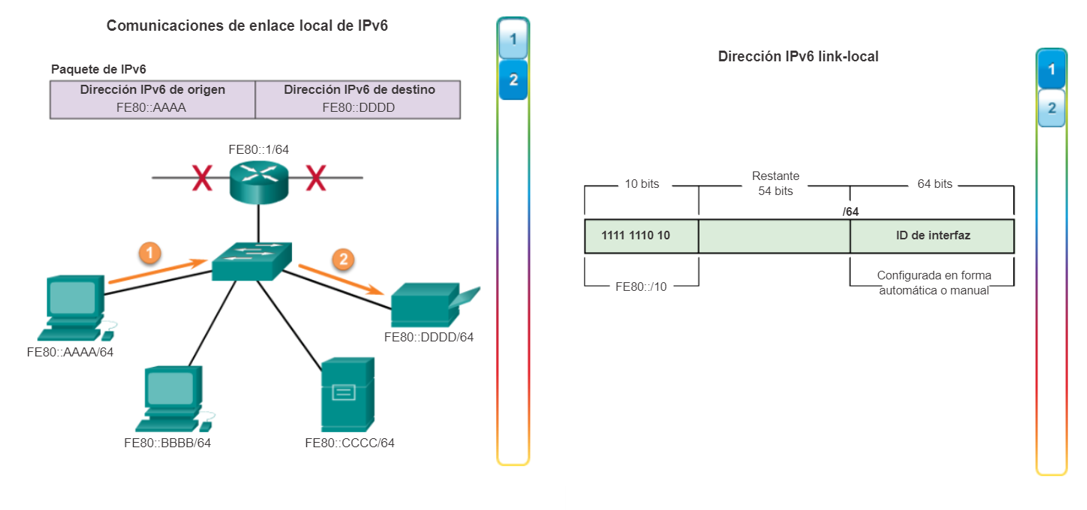 Comunicaciones de enlace local de IPv6
1
2
Paquete de IPv6
Dirección IPv6 de origen
FE80::AAAA
Dirección IPv6 de destino
FE80::DDDD
FE80::1/64
1
2
FE80::AAAA/64
FE80::DDDD/64
FE80::BBBB/64
FE80::CCCC/64
Dirección IPv6 link-local
1
2
10 bits
Restante
54 bits
64 bits
/64
1111 1110 10
ID de interfaz
FE80::/10
Configurada en forma
automática o manual